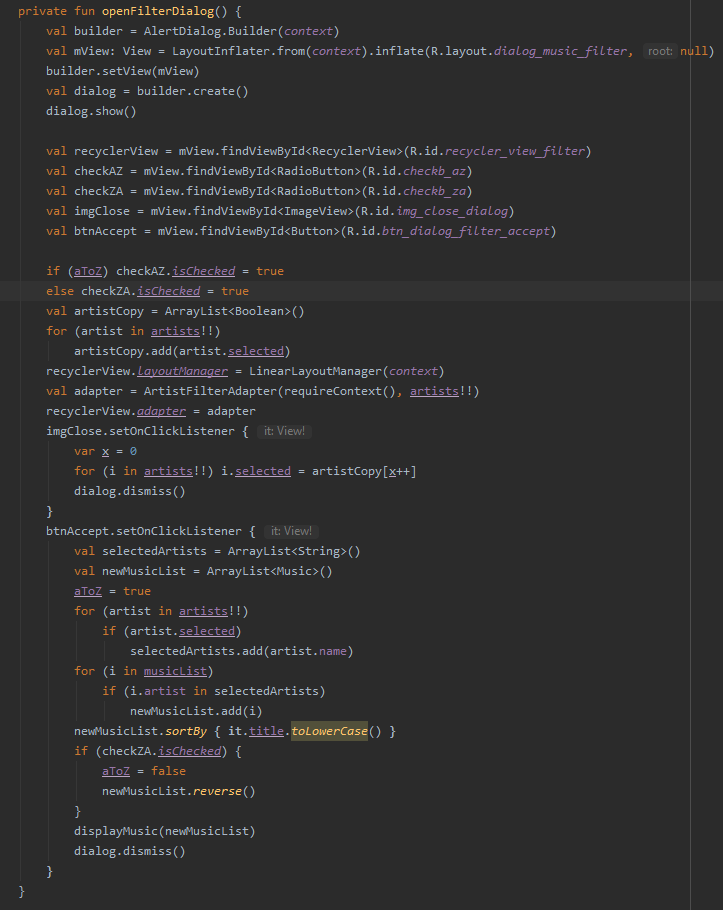 private fun openFilterDialog() {
    val builder = AlertDialog.Builder(context)
    val mView: View = LayoutInflater.from(context).inflate(R.layout.dialog_music_filter, root: null)
    builder.setView(mView)
    val dialog = builder.create()
    dialog.show()

    val recyclerView = mView.findViewById<RecyclerView>(R.id.recycler_view_filter)
    val checkAZ = mView.findViewById<RadioButton>(R.id.checkb_az)
    val checkZA = mView.findViewById<RadioButton>(R.id.checkb_za)
    val imgClose = mView.findViewById<ImageView>(R.id.img_close_dialog)
    val btnAccept = mView.findViewById<Button>(R.id.btn_dialog_filter_accept)

    if (aToZ) checkAZ.isChecked = true
    else checkZA.isChecked = true
    val artistCopy = ArrayList<Boolean>()
    for (artist in artists!!)
        artistCopy.add(artist.selected)
    recyclerView.layoutManager = LinearLayoutManager(context)
    val adapter = ArtistFilterAdapter(requireContext(), artists!!)
    recyclerView.adapter = adapter
    imgClose.setOnClickListener { it: View!
        var x = 0
        for (i in artists!!) i.selected = artistCopy[x++]
        dialog.dismiss()
    }
    btnAccept.setOnClickListener { it: View!
        val selectedArtists = ArrayList<String>()
        val newMusicList = ArrayList<Music>()
        aToZ = true
        for (artist in artists!!)
            if (artist.selected)
                selectedArtists.add(artist.name)
        for (i in musicList)
            if (i.artist in selectedArtists)
                newMusicList.add(i)
        newMusicList.sortBy { it.title.toLowerCase() }
        if (checkZA.isChecked) {
            aToZ = false
            newMusicList.reverse()
        }
        displayMusic(newMusicList)
        dialog.dismiss()
    }
}